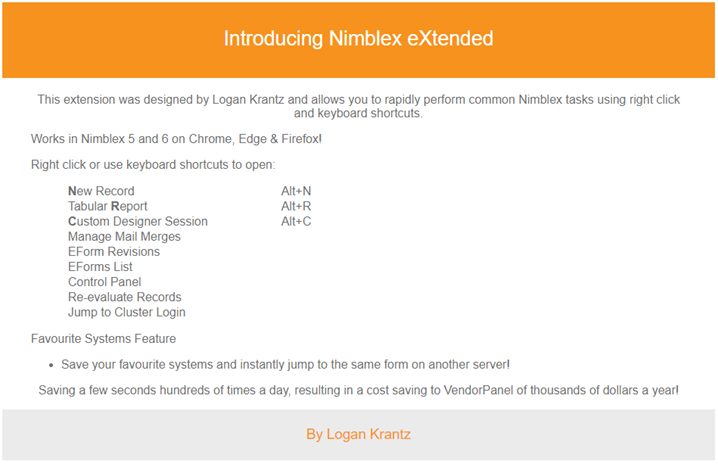 Introducing Nimblex eXtended
This extension was designed by Logan Krantz and allows you to rapidly perform common Nimblex tasks using right click
and keyboard shortcuts.
Works in Nimblex 5 and 6 on Chrome, Edge & Firefox!
Right click or use keyboard shortcuts to open:
New Record Alt+N
Tabular Report Alt+R
Custom Designer Session Alt+C
Manage Mail Merges
EForm Revisions
EForms List
Control Panel
Re-evaluate Records
Jump to Cluster Login
Favourite Systems Feature
• Save your favourite systems and instantly jump to the same form on another server!
Saving a few seconds hundreds of times a day, resulting in a cost saving to VendorPanel of thousands of dollars a year!
By Logan Krantz